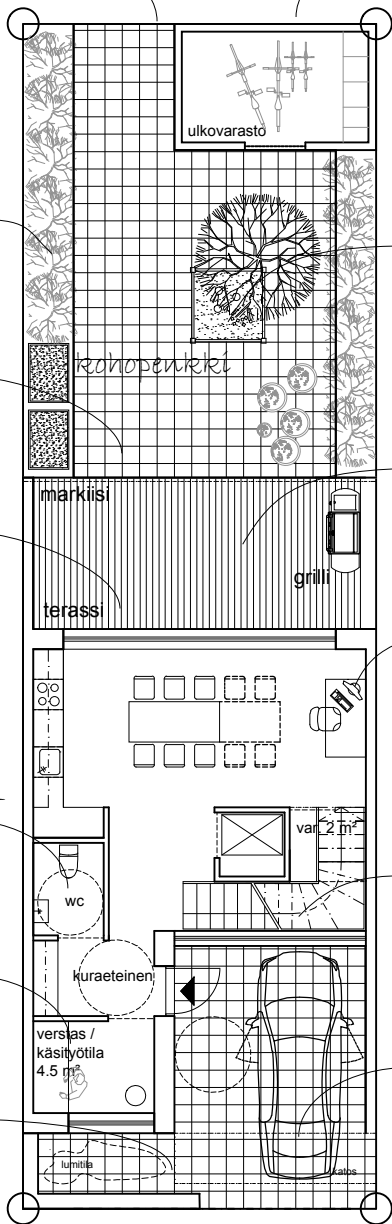 ulkovarasto
kohopenkki
markiisi
grilli
terassi
var. 2 m²
wc
kuraeteinen
verstas /
käsityötila
4.5 m²
lumitila
katos